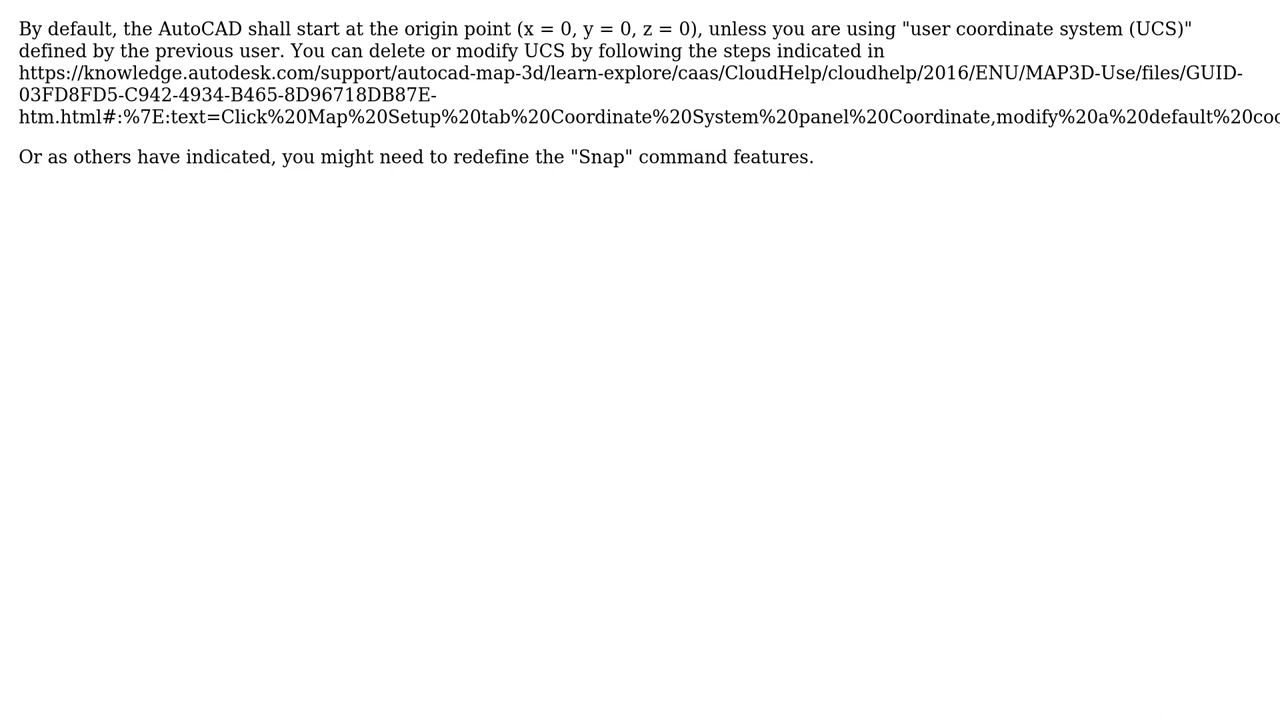 By default, the AutoCAD shall start at the origin point (x = 0, y = 0, z = 0), unless you are using "user coordinate system (UCS)"
defined by the previous user. You can delete or modify UCS by following the steps indicated in
https://knowledge.autodesk.com/support/autocad-map-3d/learn-explore/caas/CloudHelp/cloudhelp/2016/ENU/MAP3D-Use/files/GUID-
03FD8FD5-C942-4934-B465-8D96718DB87E-
htm.html#:%7E:text=Click%20Map%20Setup%20tab%20Coordinate%20System%20panel%20Coordinate,modify%20a%20default%20coo
Or as others have indicated, you might need to redefine the "Snap" command features.